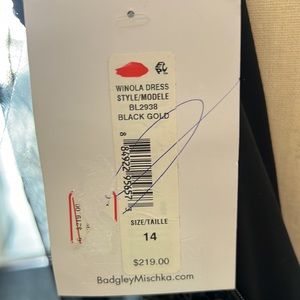 WINOLA DRESS
STYLE/MODELE
BL2938
BLACK GOLD
SIZE/TAILLE
14
$219.00
BadgleyMischka.com